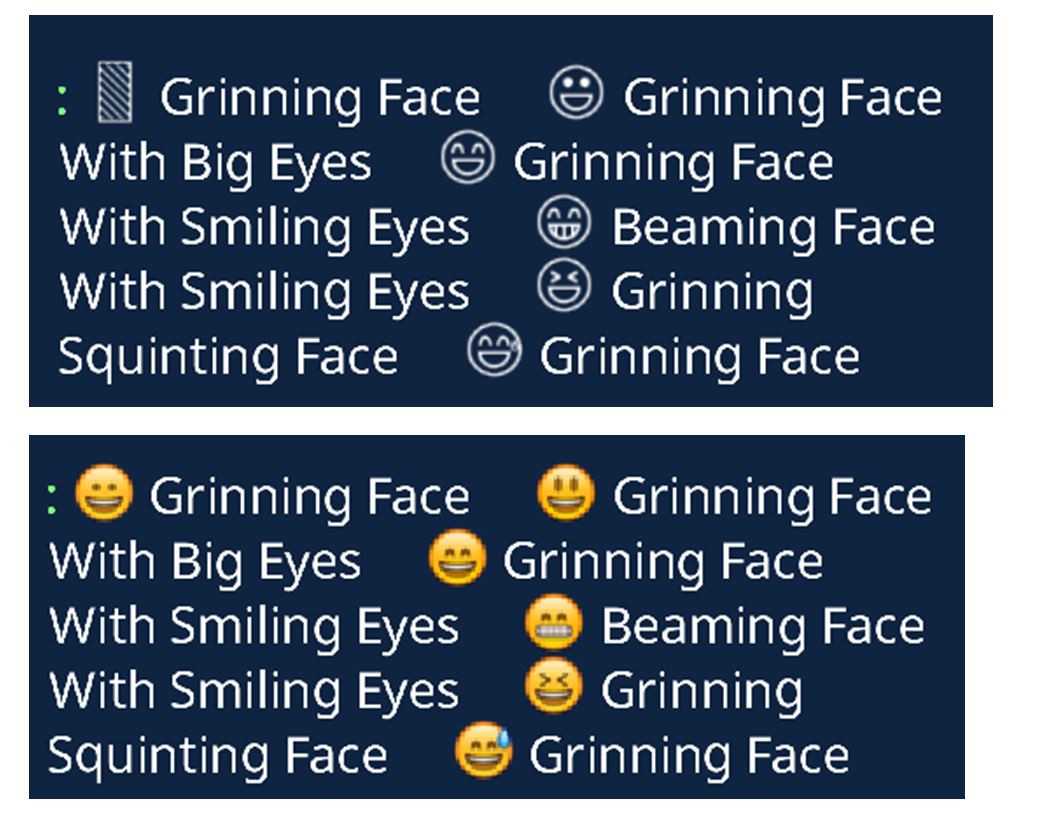 : ▨ Grinning Face 😃 Grinning Face
With Big Eyes 😄 Grinning Face
With Smiling Eyes 😁 Beaming Face
With Smiling Eyes 😆 Grinning
Squinting Face 😅 Grinning Face
: 😀 Grinning Face 😃 Grinning Face
With Big Eyes 😄 Grinning Face
With Smiling Eyes 😁 Beaming Face
With Smiling Eyes 😆 Grinning
Squinting Face 😅 Grinning Face